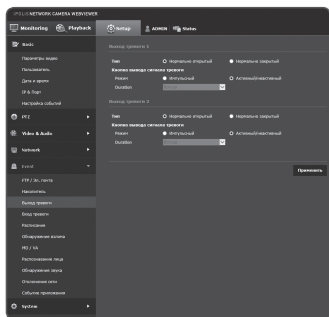 iPOLiS NETWORK CAMERA WEBVIEWER
Monitoring Playback Setup ADMIN Status
Basic
Параметры видео
Пользователь
Дата и время
IP & Порт
Настройка событий
PTZ
Video & Audio
Network
Event
FTP / Эл. почта
Накопитель
Выход тревоги
Вход тревоги
Расписание
Обнаружение взлома
MD / VA
Распознавание лица
Обнаружение звука
Отключение сети
Событие приложения
System
Выход тревоги 1
Тип Нормально открытый Нормально закрытый
Кнопка вывода сигнала тревоги
Режим Импульсный Активный/неактивный
Duration
Выход тревоги 2
Тип Нормально открытый Нормально закрытый
Кнопка вывода сигнала тревоги
Режим Импульсный Активный/неактивный
Duration
Применить